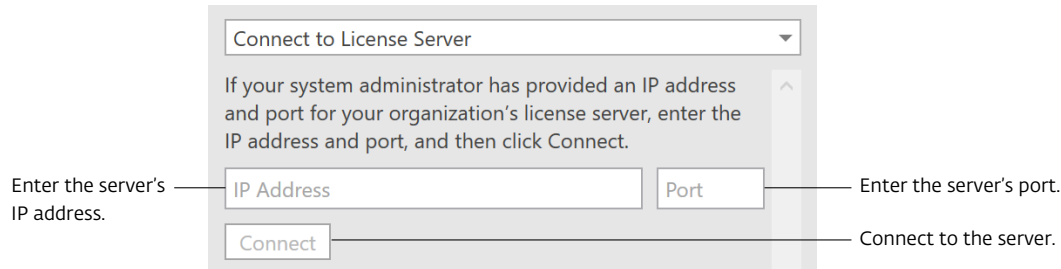 Connect to License Server
If your system administrator has provided an IP address
and port for your organization’s license server, enter the
IP address and port, and then click Connect.
Enter the server’s
IP address.
IP Address
Port
Enter the server’s port.
Connect
Connect to the server.